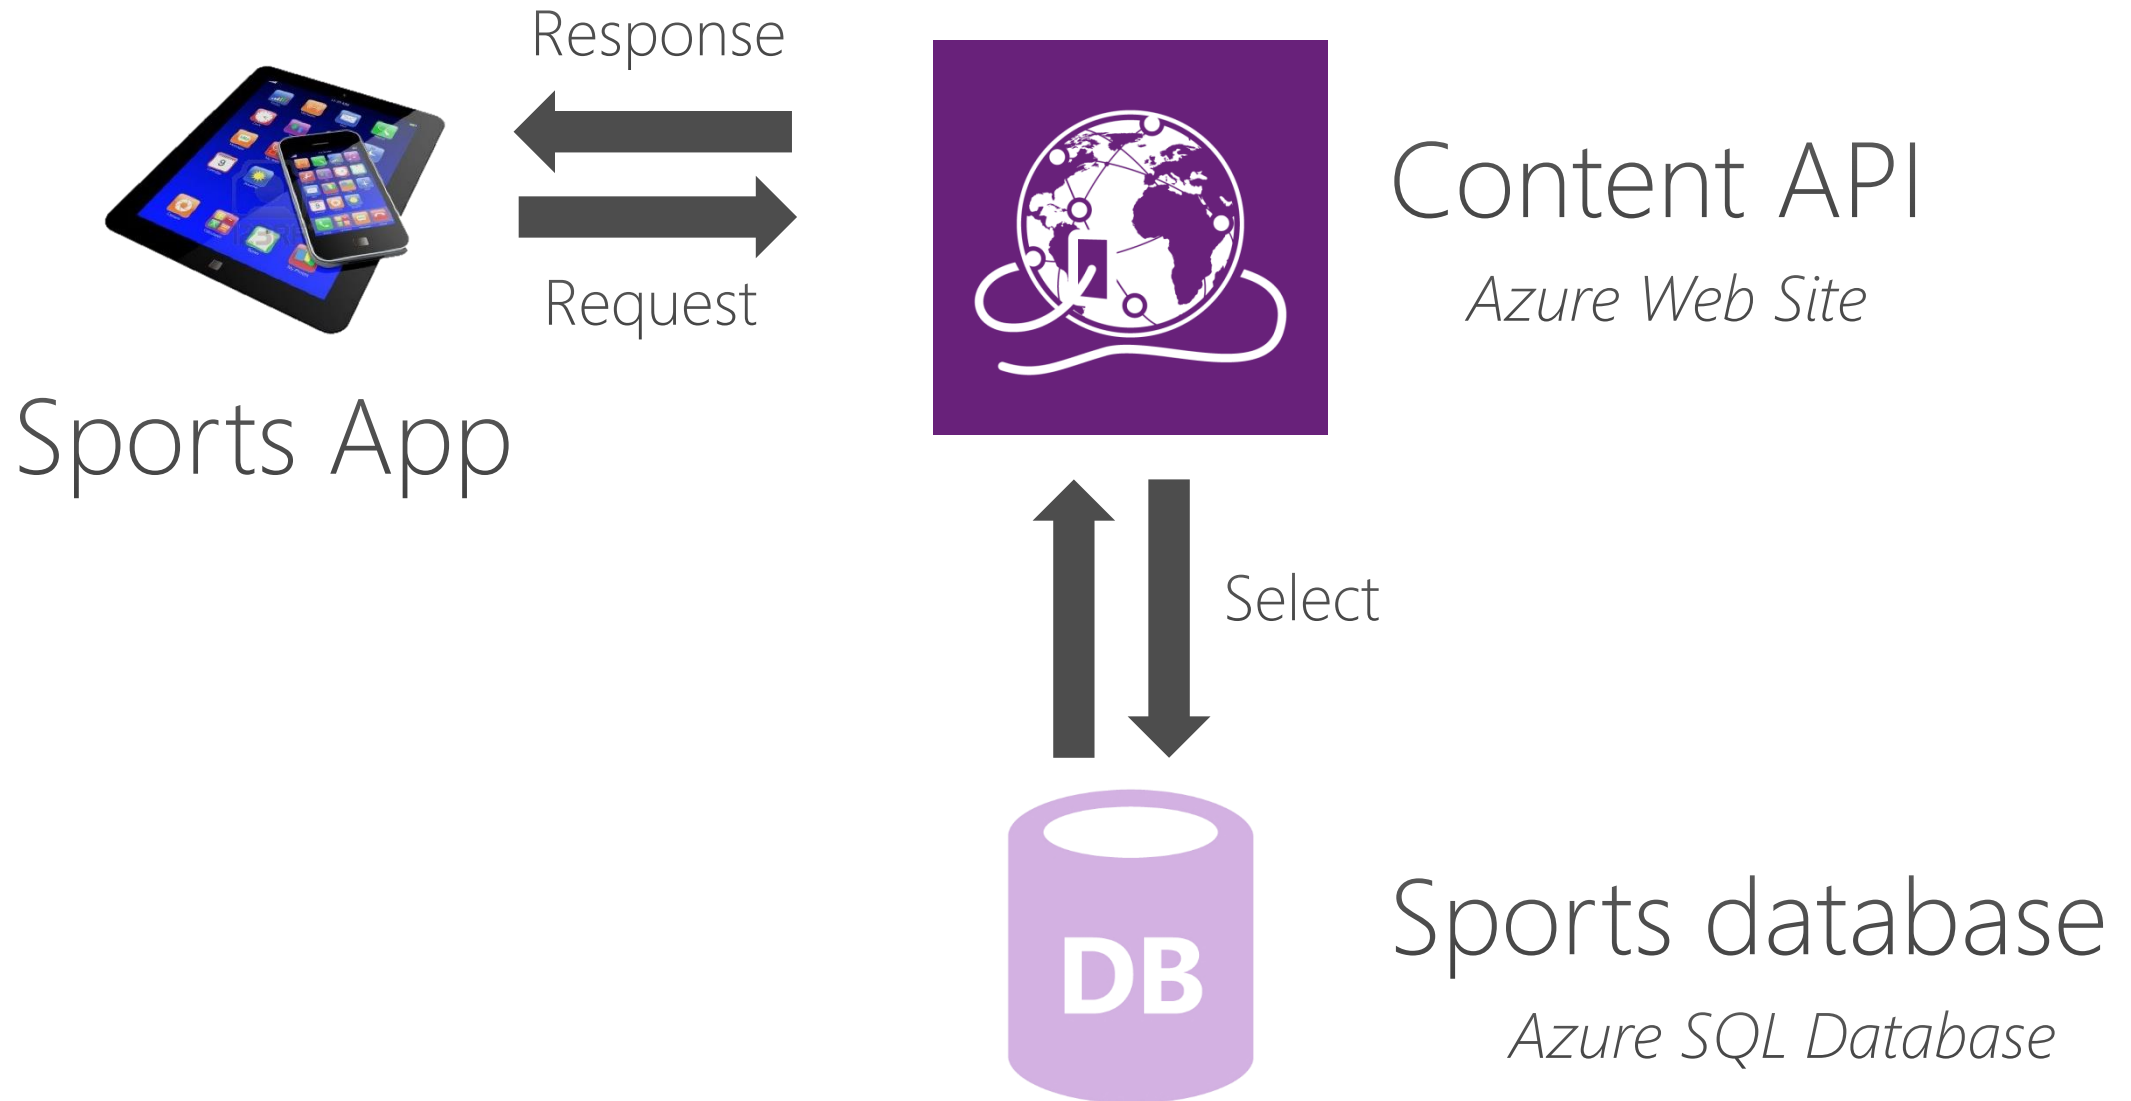 Response
Request
Sports App
Content API
Azure Web Site
Select
DB
Sports database
Azure SQL Database